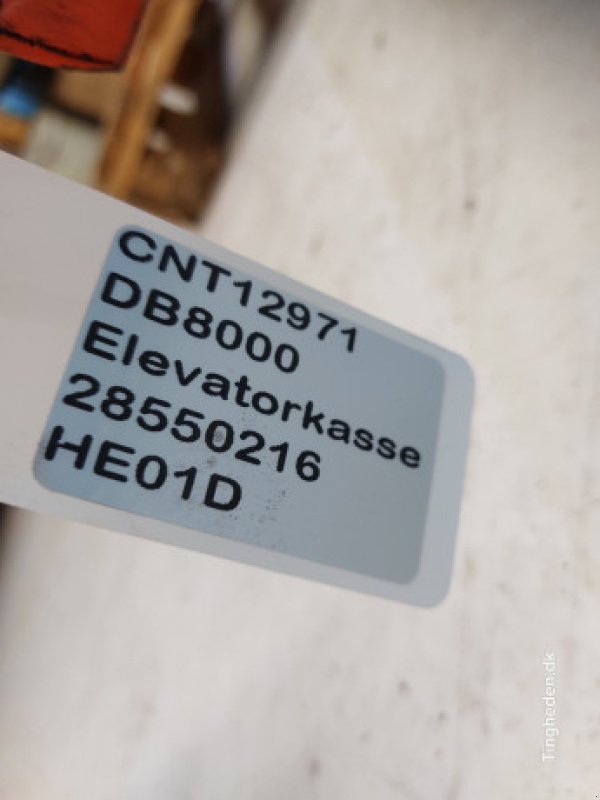 CNT12971
DB8000
Elevatorkasse
28550216
HE01D
Tingheden.dk